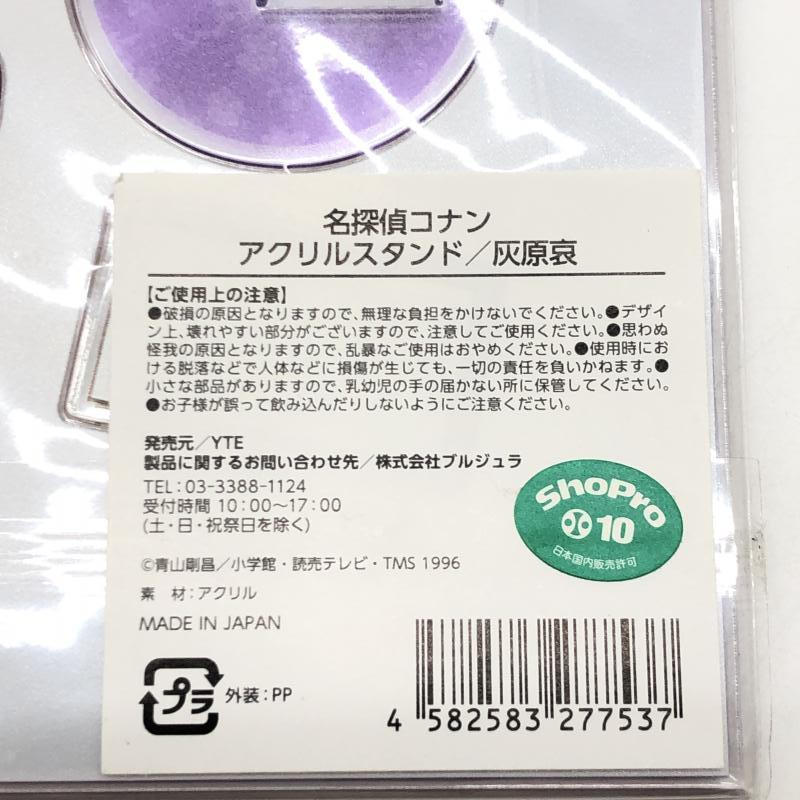 名探偵コナン
アクリルスタンド／灰原哀
【ご使用上の注意】
●破損の原因となりますので、無理な負担をかけないでください。●デザイ
ン上、壊れやすい部分がございますので、注意してご使用ください。●思わぬ
怪我の原因となりますので、乱暴なご使用はおやめください。●使用時にお
ける脱落などで人体などに損傷が生じても、一切の責任を負いかねます。●
小さな部品がありますので、乳幼児の手の届かない所に保管してください。
●お子様が誤って飲み込んだりしないようにご注意ください。
発売元／YTE
製品に関するお問い合わせ先／株式会社ブルジュラ
TEL：03-3388-1124
受付時間 10：00～17：00
(土・日・祝祭日を除く)
ShoPro
10
日本国内販売許可
©青山剛昌／小学館・読売テレビ・TMS 1996
素　材：アクリル
MADE IN JAPAN
プラ 外装：PP
4 582583 277537